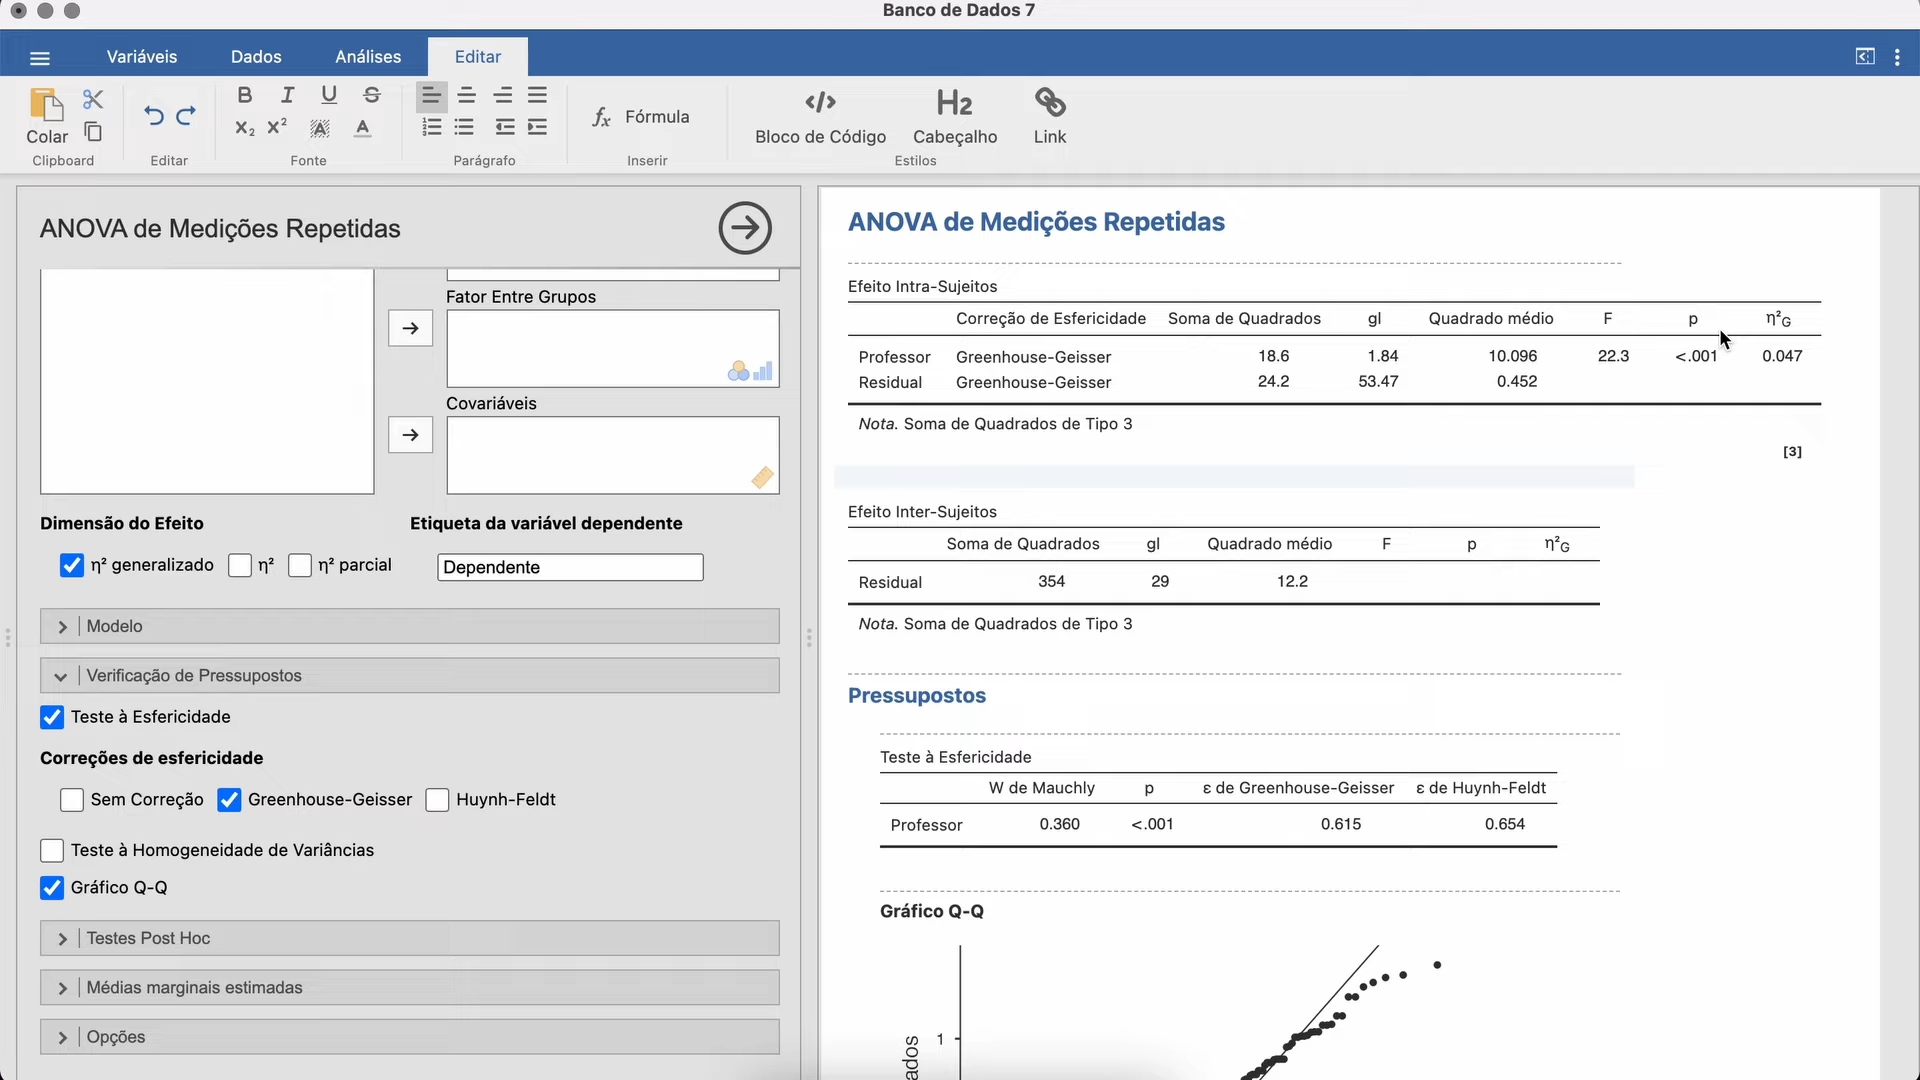 Banco de Dados 7
Variáveis Dados Análises Editar
Colar
Clipboard
Editar
B I U S
X₂ X² A A
Fonte
Parágrafo
fx Fórmula
Inserir
</> H2
Bloco de Código Cabeçalho Link
Estilos
ANOVA de Medições Repetidas
Fator Entre Grupos
Covariáveis
Dimensão do Efeito Etiqueta da variável dependente
η² generalizado η² η² parcial Dependente
Modelo
Verificação de Pressupostos
Teste à Esfericidade
Correções de esfericidade
Sem Correção Greenhouse-Geisser Huynh-Feldt
Teste à Homogeneidade de Variâncias
Gráfico Q-Q
Testes Post Hoc
Médias marginais estimadas
Opções
ANOVA de Medições Repetidas
Efeito Intra-Sujeitos
Correção de Esfericidade Soma de Quadrados gl Quadrado médio F p η²G
Professor Greenhouse-Geisser 18.6 1.84 10.096 22.3 <.001 0.047
Residual Greenhouse-Geisser 24.2 53.47 0.452
Nota. Soma de Quadrados de Tipo 3
[3]
Efeito Inter-Sujeitos
Soma de Quadrados gl Quadrado médio F p η²G
Residual 354 29 12.2
Nota. Soma de Quadrados de Tipo 3
Pressupostos
Teste à Esfericidade
W de Mauchly p ε de Greenhouse-Geisser ε de Huynh-Feldt
Professor 0.360 <.001 0.615 0.654
Gráfico Q-Q
1